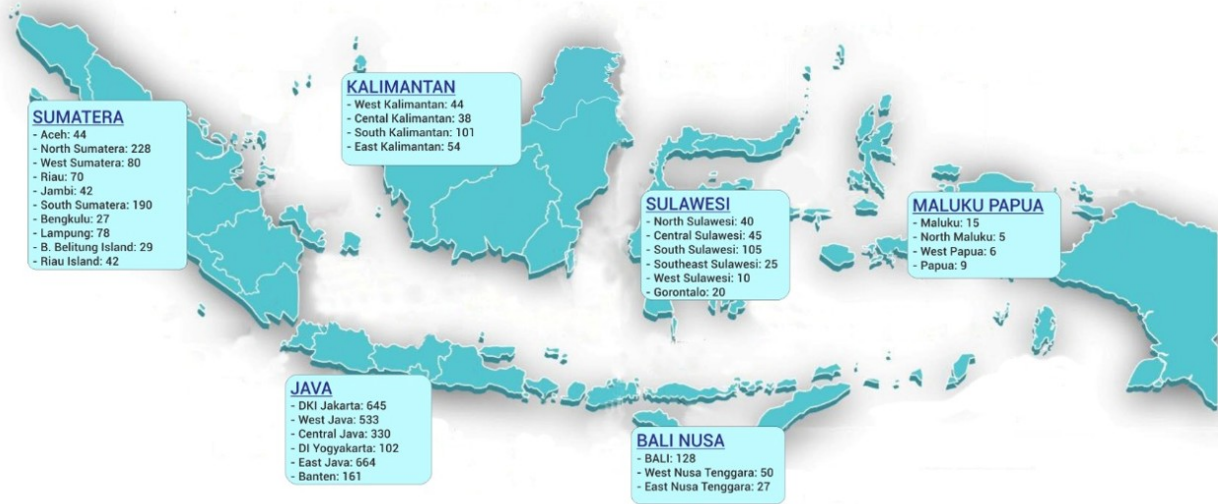 SUMATERA
- Aceh: 44
- North Sumatera: 228
- West Sumatera: 80
- Riau: 70
- Jambi: 42
- South Sumatera: 190
- Bengkulu: 27
- Lampung: 78
- B. Belitung Island: 29
- Riau Island: 42
KALIMANTAN
- West Kalimantan: 44
- Cental Kalimantan: 38
- South Kalimantan: 101
- East Kalimantan: 54
SULAWESI
- North Sulawesi: 40
- Central Sulawesi: 45
- South Sulawesi: 105
- Southeast Sulawesi: 25
- West Sulawesi: 10
- Gorontalo: 20
MALUKU PAPUA
- Maluku: 15
- North Maluku: 5
- West Papua: 6
- Papua: 9
JAVA
- DKI Jakarta: 645
- West Java: 533
- Central Java: 330
- DI Yogyakarta: 102
- East Java: 664
- Banten: 161
BALI NUSA
- BALI: 128
- West Nusa Tenggara: 50
- East Nusa Tenggara: 27